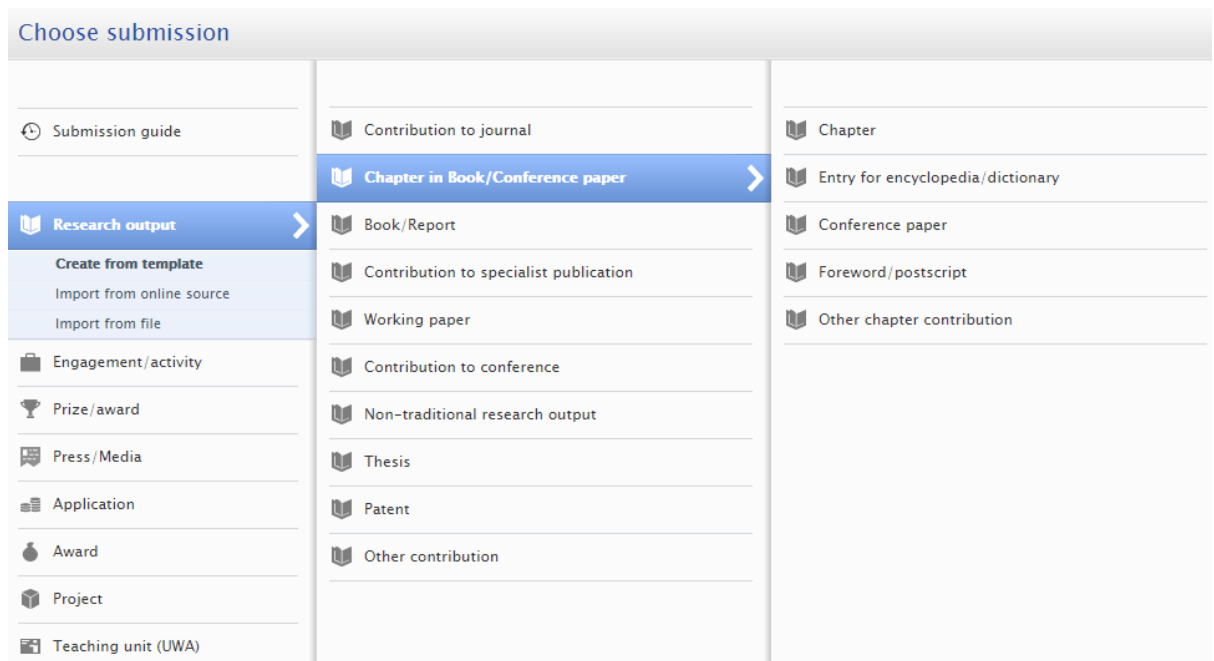 Choose submission
Submission guide
Research output
Create from template
Import from online source
Import from file
Engagement/activity
Prize/award
Press/Media
Application
Award
Project
Teaching unit (UWA)
Contribution to journal
Chapter in Book/Conference paper
Book/Report
Contribution to specialist publication
Working paper
Contribution to conference
Non-traditional research output
Thesis
Patent
Other contribution
Chapter
Entry for encyclopedia/dictionary
Conference paper
Foreword/postscript
Other chapter contribution